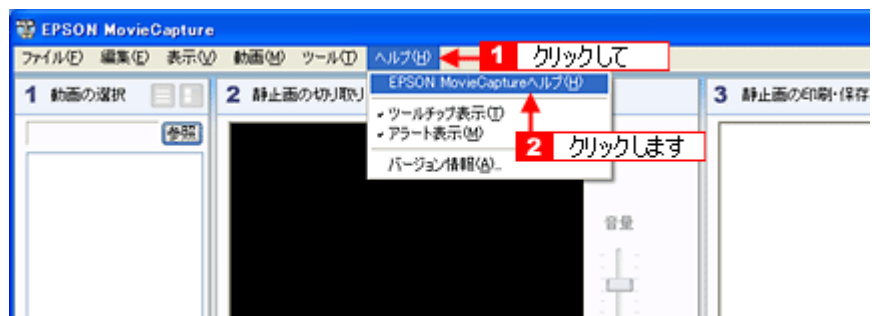 EPSON MovieCapture
ファイル(F) 編集(E) 表示(V) 動画(M) ツール(T) ヘルプ(H) 1 クリックして
EPSON MovieCaptureヘルプ(H)
1 動画の選択 2 静止画の切り取り 3 静止画の印刷・保存
参照
✓ ツールチップ表示(T)
✓ アラート表示(M)
2 クリックします
バージョン情報(A)...
音量